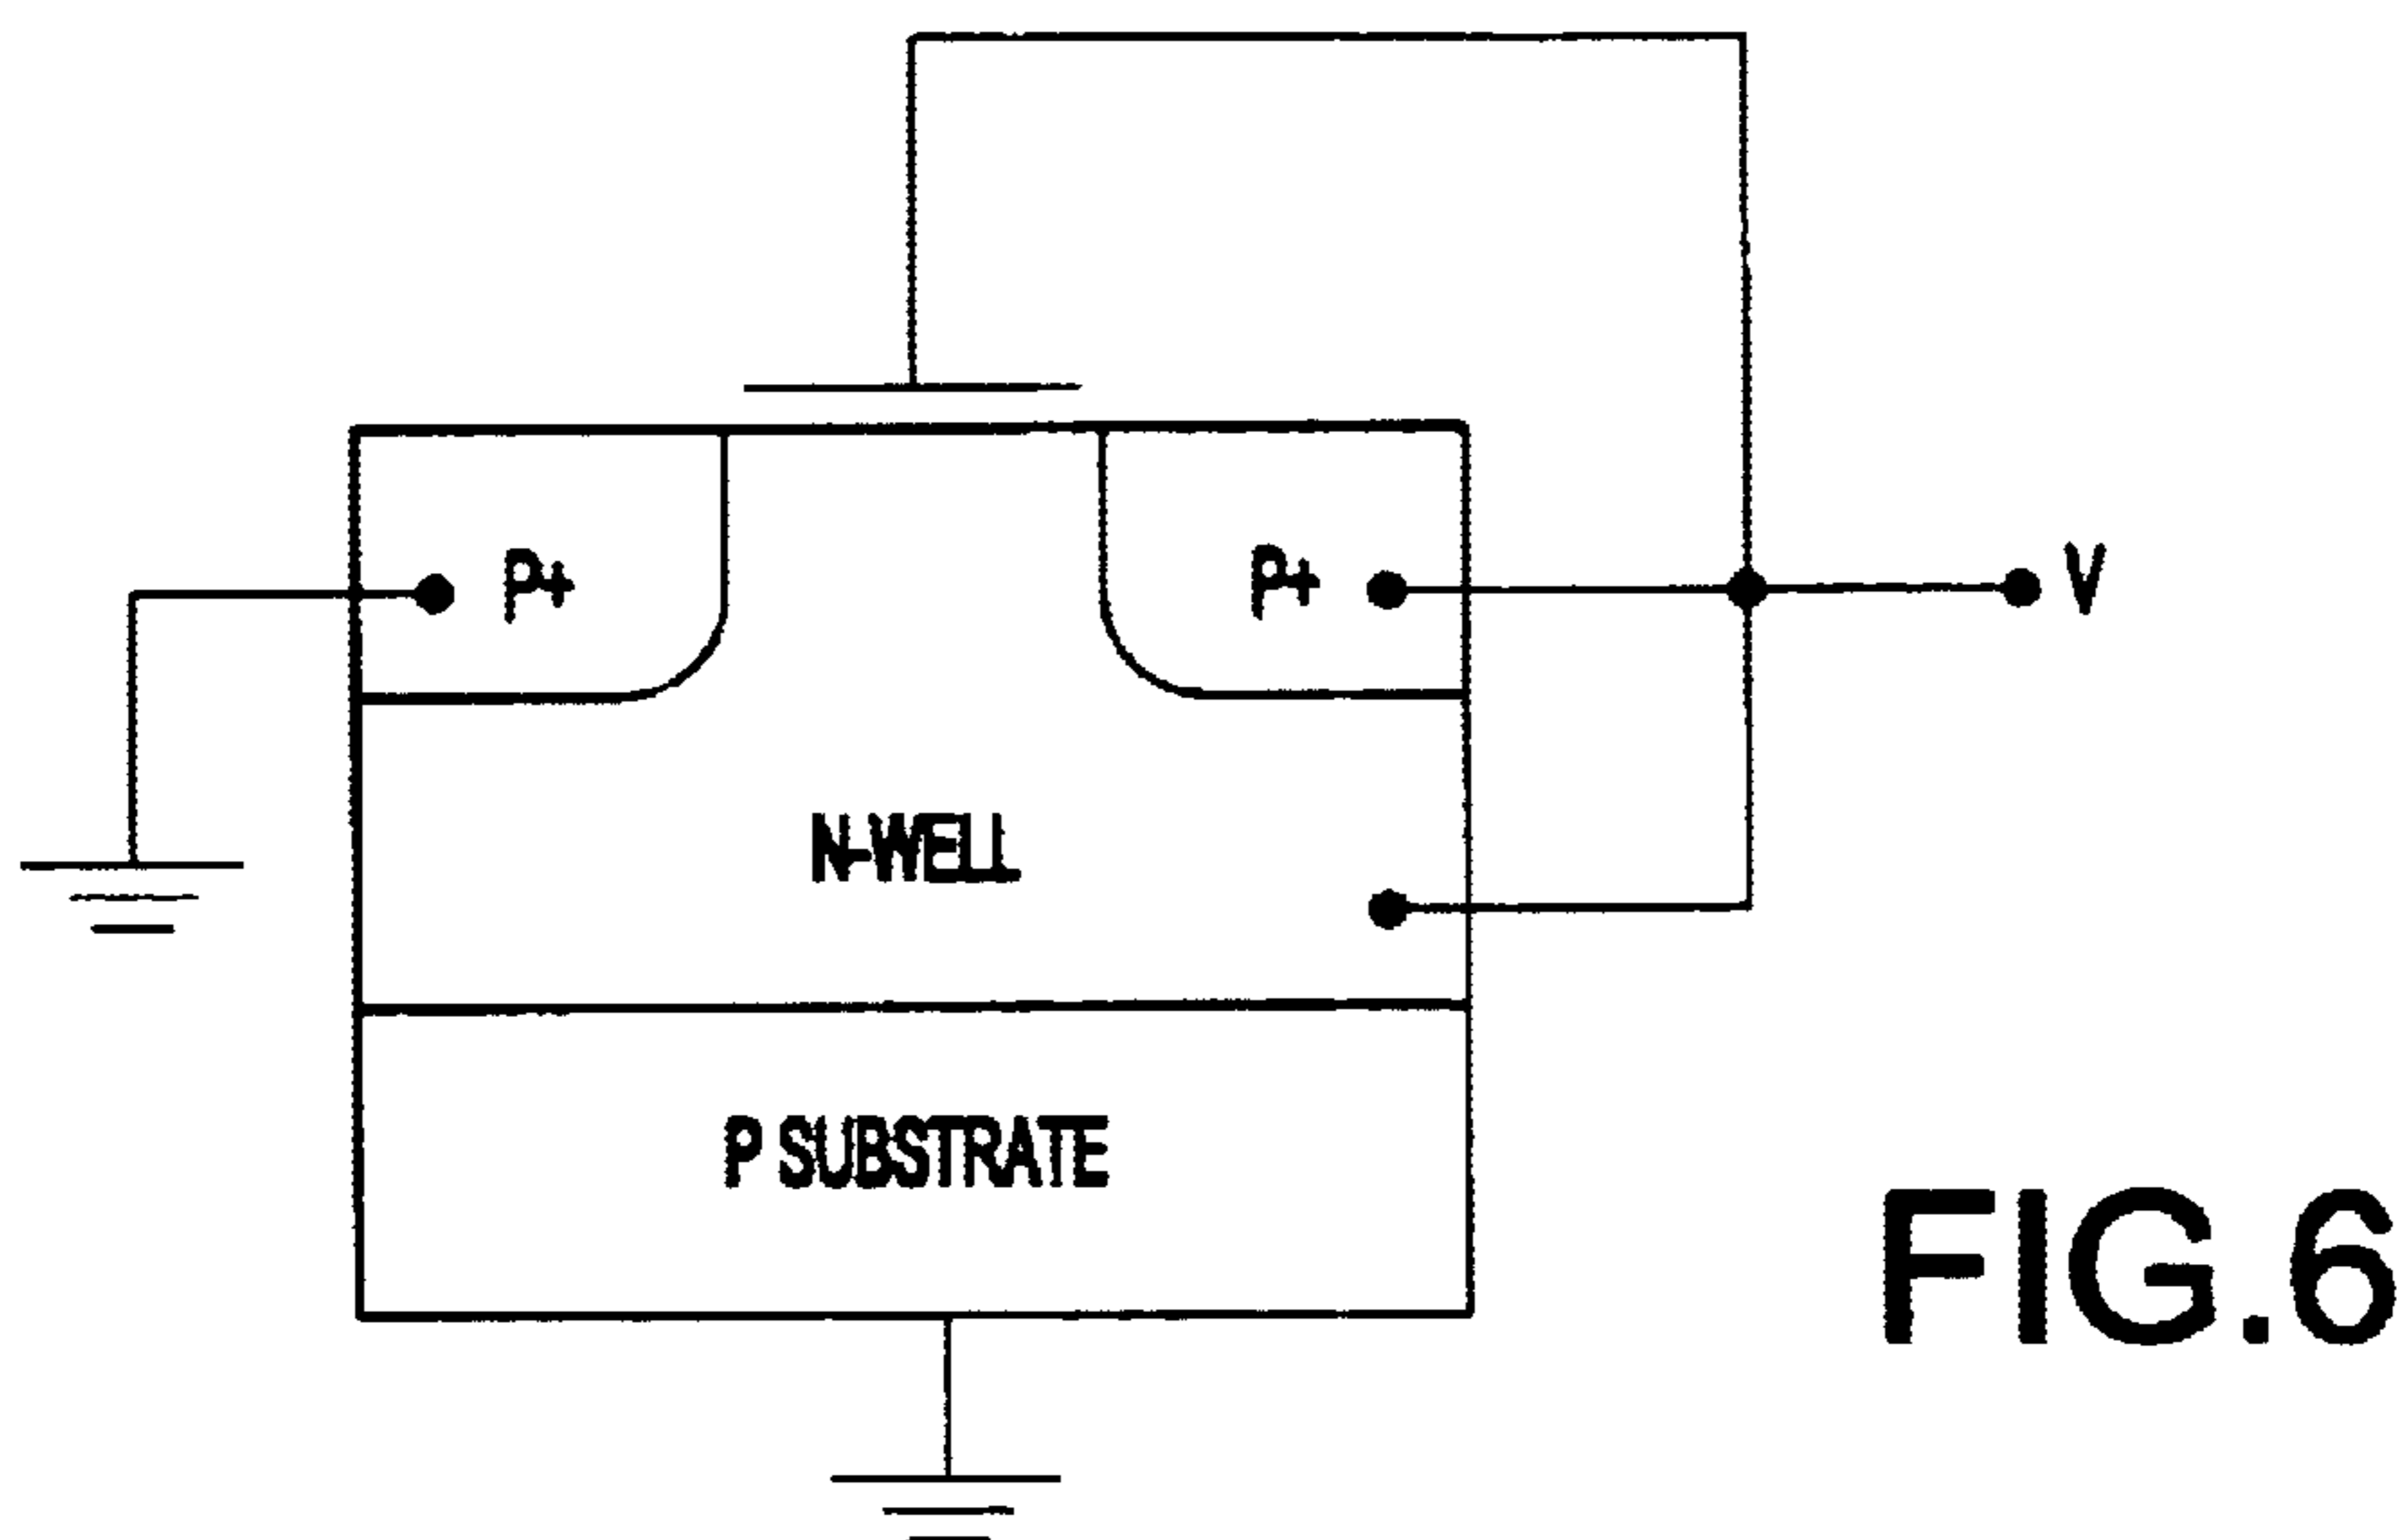 P+
P+
V
N-WELL
P SUBSTRATE
FIG.6